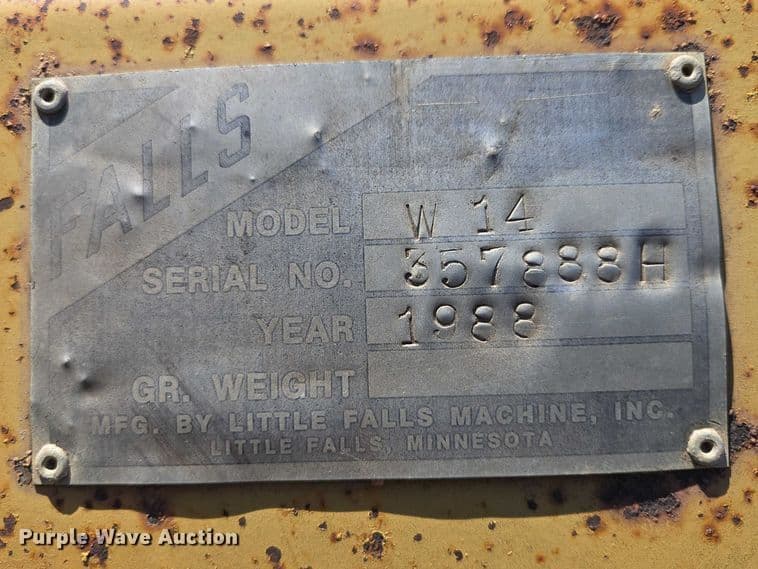 FALLS
MODEL W 14
SERIAL NO. 357888H
YEAR 1988
GR. WEIGHT
MFG. BY LITTLE FALLS MACHINE, INC.
LITTLE FALLS, MINNESOTA
Purple Wave Auction®